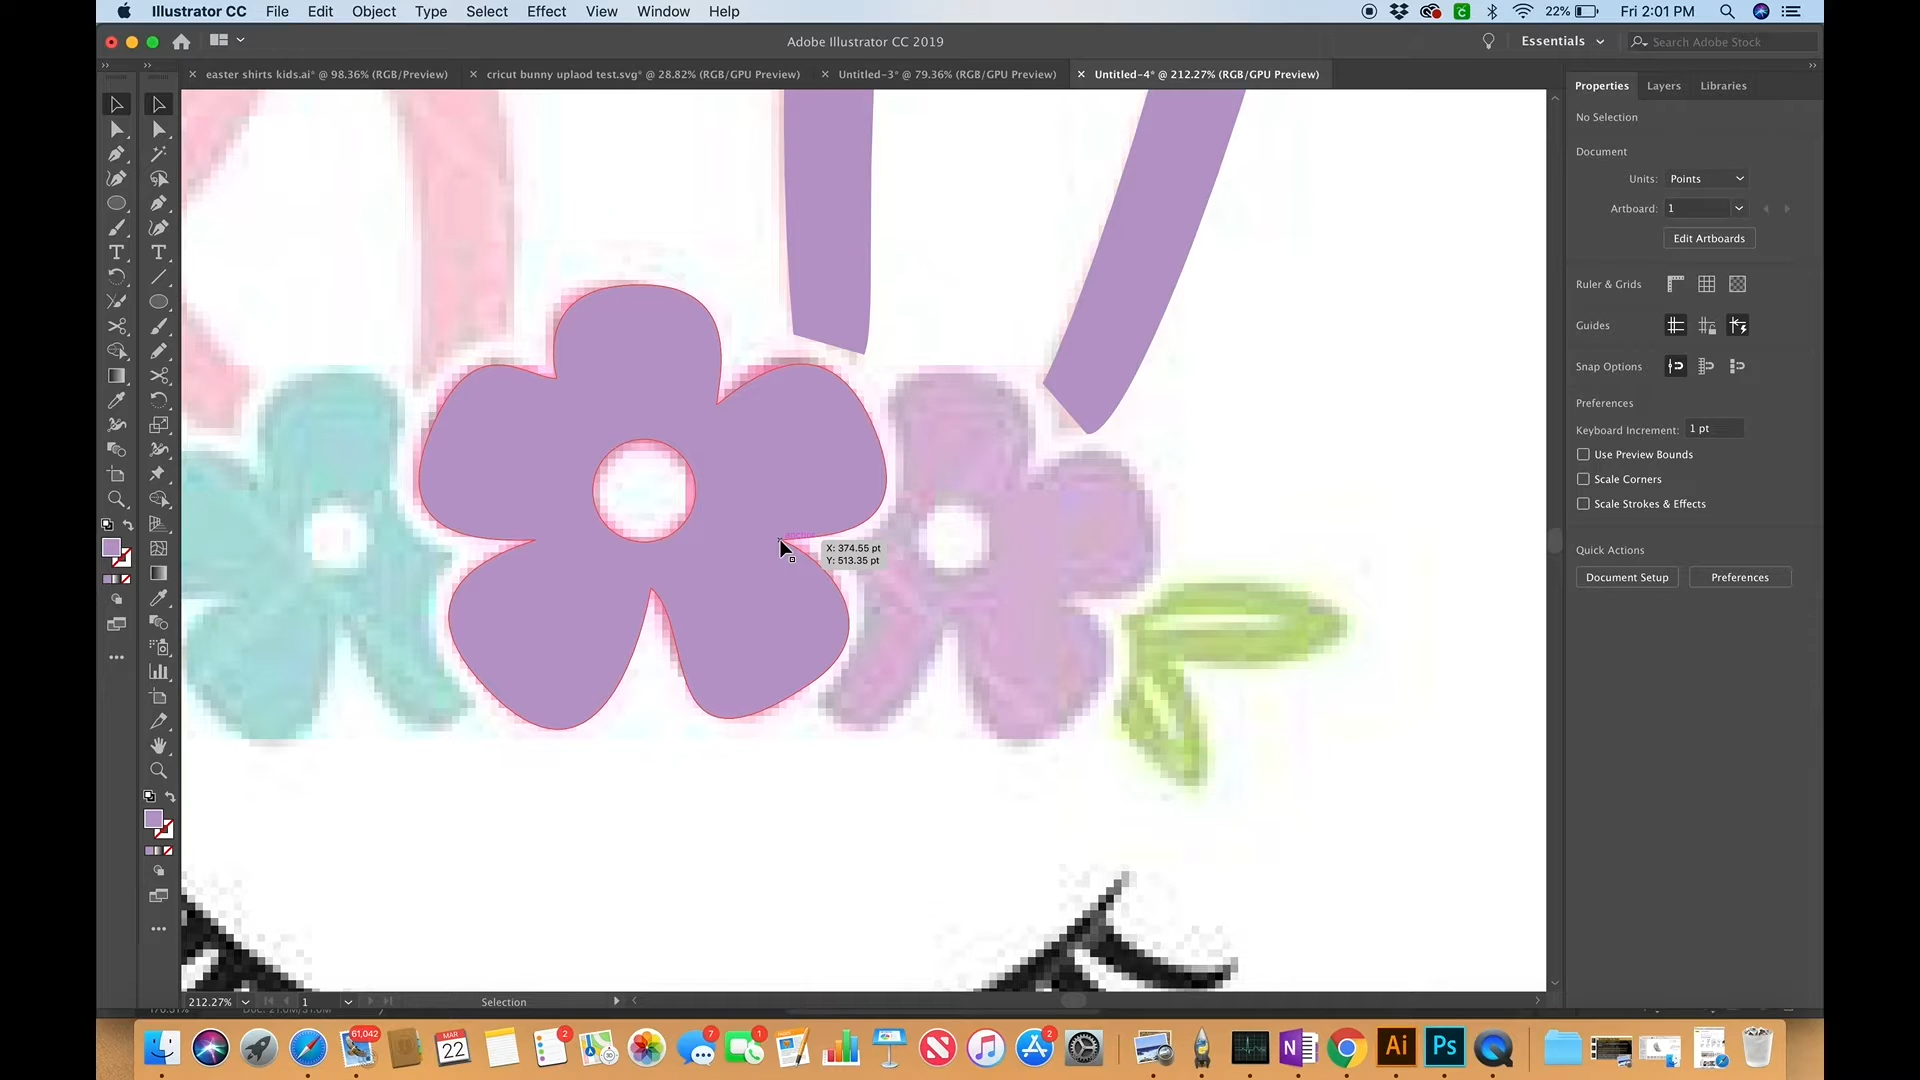 Illustrator CC File Edit Object Type Select Effect View Window Help 22% Fri 2:01 PM
Adobe Illustrator CC 2019 Essentials Search Adobe Stock
easter shirts kids.ai* @ 98.36% (RGB/Preview) cricut bunny uplaod test.svg* @ 28.82% (RGB/GPU Preview) Untitled-3* @ 79.36% (RGB/GPU Preview) Untitled-4* @ 212.27% (RGB/GPU Preview)
Properties Layers Libraries
No Selection
Document
Units: Points
Artboard: 1
Edit Artboards
Ruler & Grids
Guides
Snap Options
Preferences
Keyboard Increment: 1 pt
Use Preview Bounds
Scale Corners
Scale Strokes & Effects
Quick Actions
Document Setup Preferences
X: 374.55 pt
Y: 513.35 pt
212.27% 1 Selection
61,042
MAR
22
2
7
1
2
N
Ai
Ps